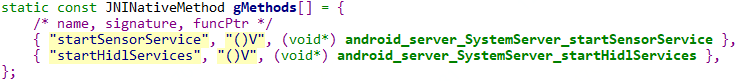 static const JNINativeMethod gMethods[] = {
/* name, signature, funcPtr */
{ "startSensorService", "()V", (void*) android_server_SystemServer_startSensorService },
{ "startHidlServices", "()V", (void*) android_server_SystemServer_startHidlServices },
};